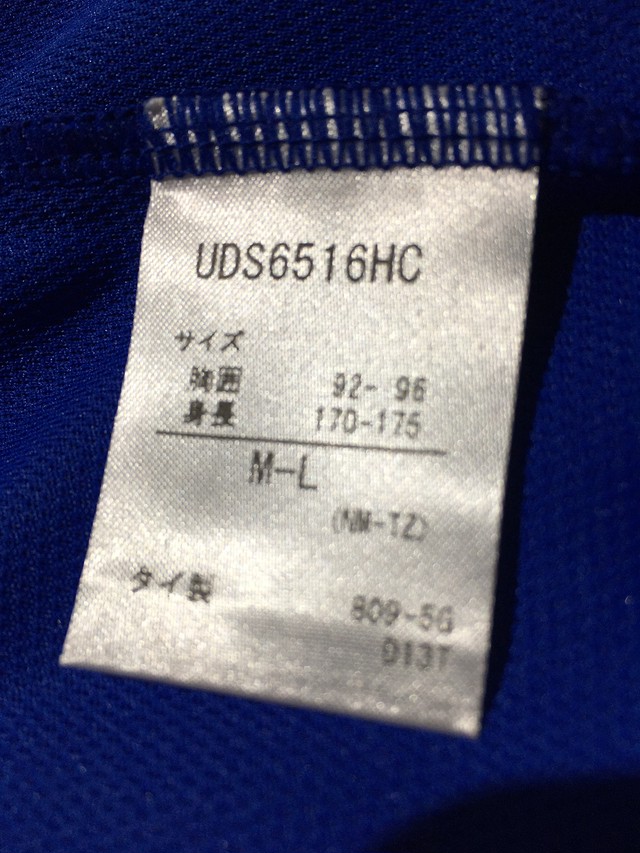 UDS6516HC
サイズ
胸囲 92-96
身長 170-175
M-L
(NM-TZ)
タイ製
809-5G
D13T